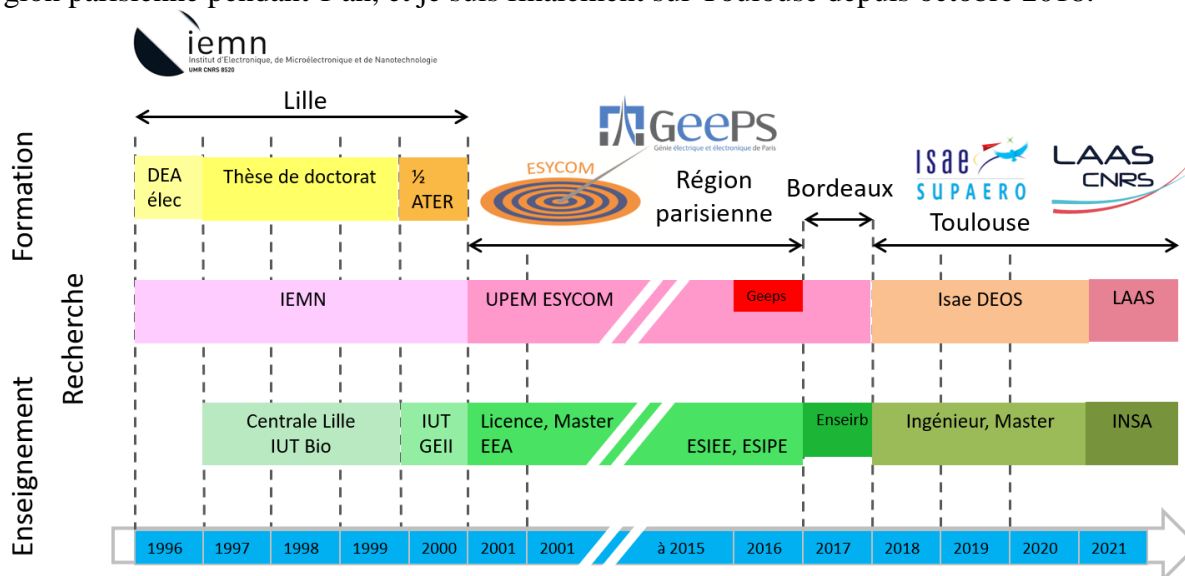 égion parisienne pendant 1 an, et je suis finalement sur Toulouse depuis octobre 2018.
iemn
Institut d'Electronique, de Microélectronique et de Nanotechnologie
UMR CNRS 8520
Lille
GeePs
Génie électrique et électronique de Paris
ESYCOM
Région
parisienne
Bordeaux
isae
SUPAERO
LAAS
CNRS
Toulouse
Formation
DEA
élec
Thèse de doctorat
½
ATER
Recherche
IEMN
UPEM ESYCOM
Geeps
Isae DEOS
LAAS
Enseignement
Centrale Lille
IUT Bio
IUT
GEII
Licence, Master
EEA
ESIEE, ESIPE
Enseirb
Ingénieur, Master
INSA
1996 1997 1998 1999 2000 2001 2001 à 2015 2016 2017 2018 2019 2020 2021